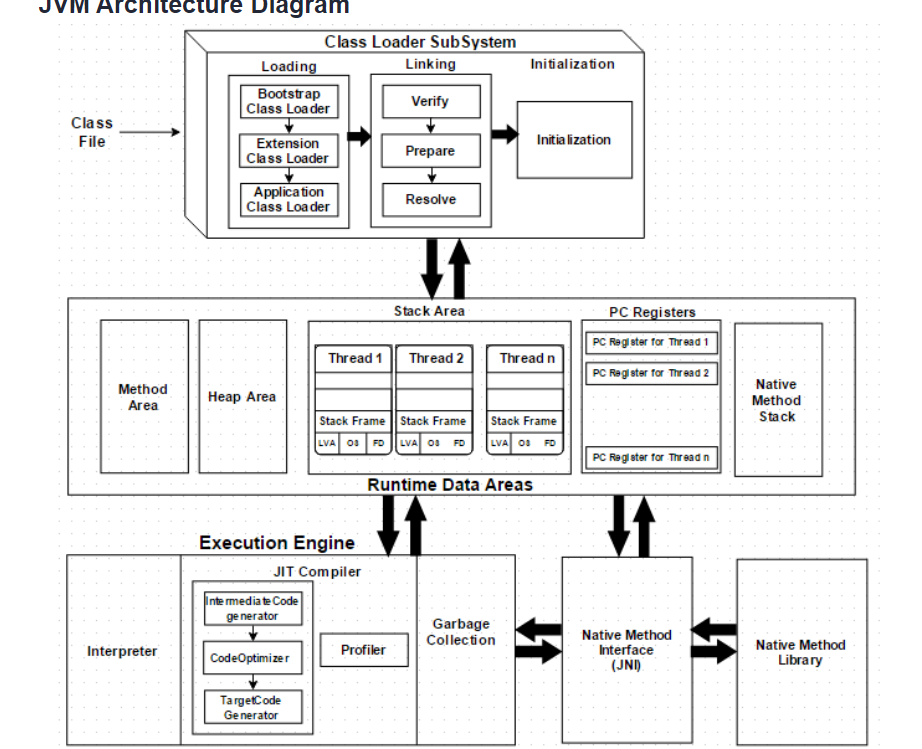 JVM Architecture Diagram
Class Loader SubSystem
Loading
Linking
Initialization
Bootstrap
Class Loader
Extension
Class Loader
Application
Class Loader
Verify
Prepare
Resolve
Initialization
Class
File
Stack Area
PC Registers
Method
Area
Heap Area
Thread 1
Thread 2
Thread n
Stack Frame
Stack Frame
Stack Frame
LVA OS FD
LVA OS FD
LVA OS FD
PC Register for Thread 1
PC Register for Thread 2
PC Register for Thread n
Native
Method
Stack
Runtime Data Areas
Execution Engine
Interpreter
JIT Compiler
IntermediateCode
generator
CodeOptimizer
TargetCode
Generator
Profiler
Garbage
Collection
Native Method
Interface
(JNI)
Native Method
Library